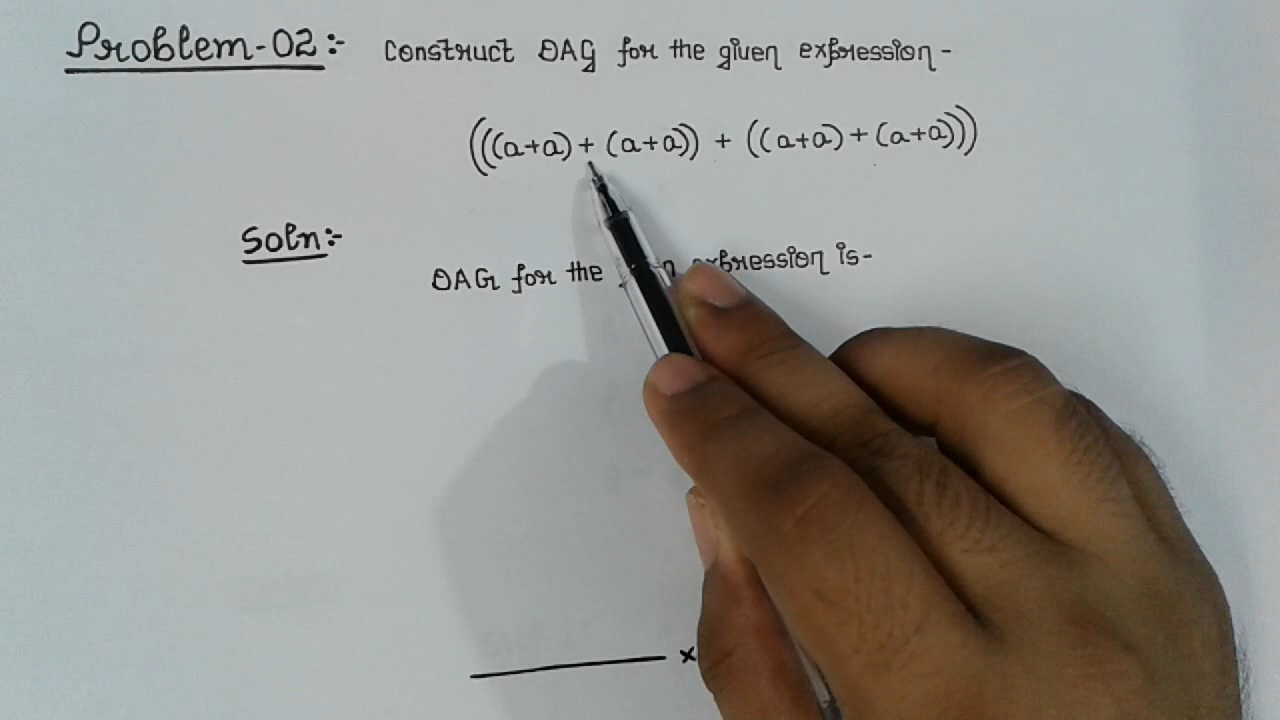 Problem-02:- Construct DAG for the given expression-
(((a+a) + (a+a)) + ((a+a) + (a+a)))
Soln:-
DAG for the expression is-
×